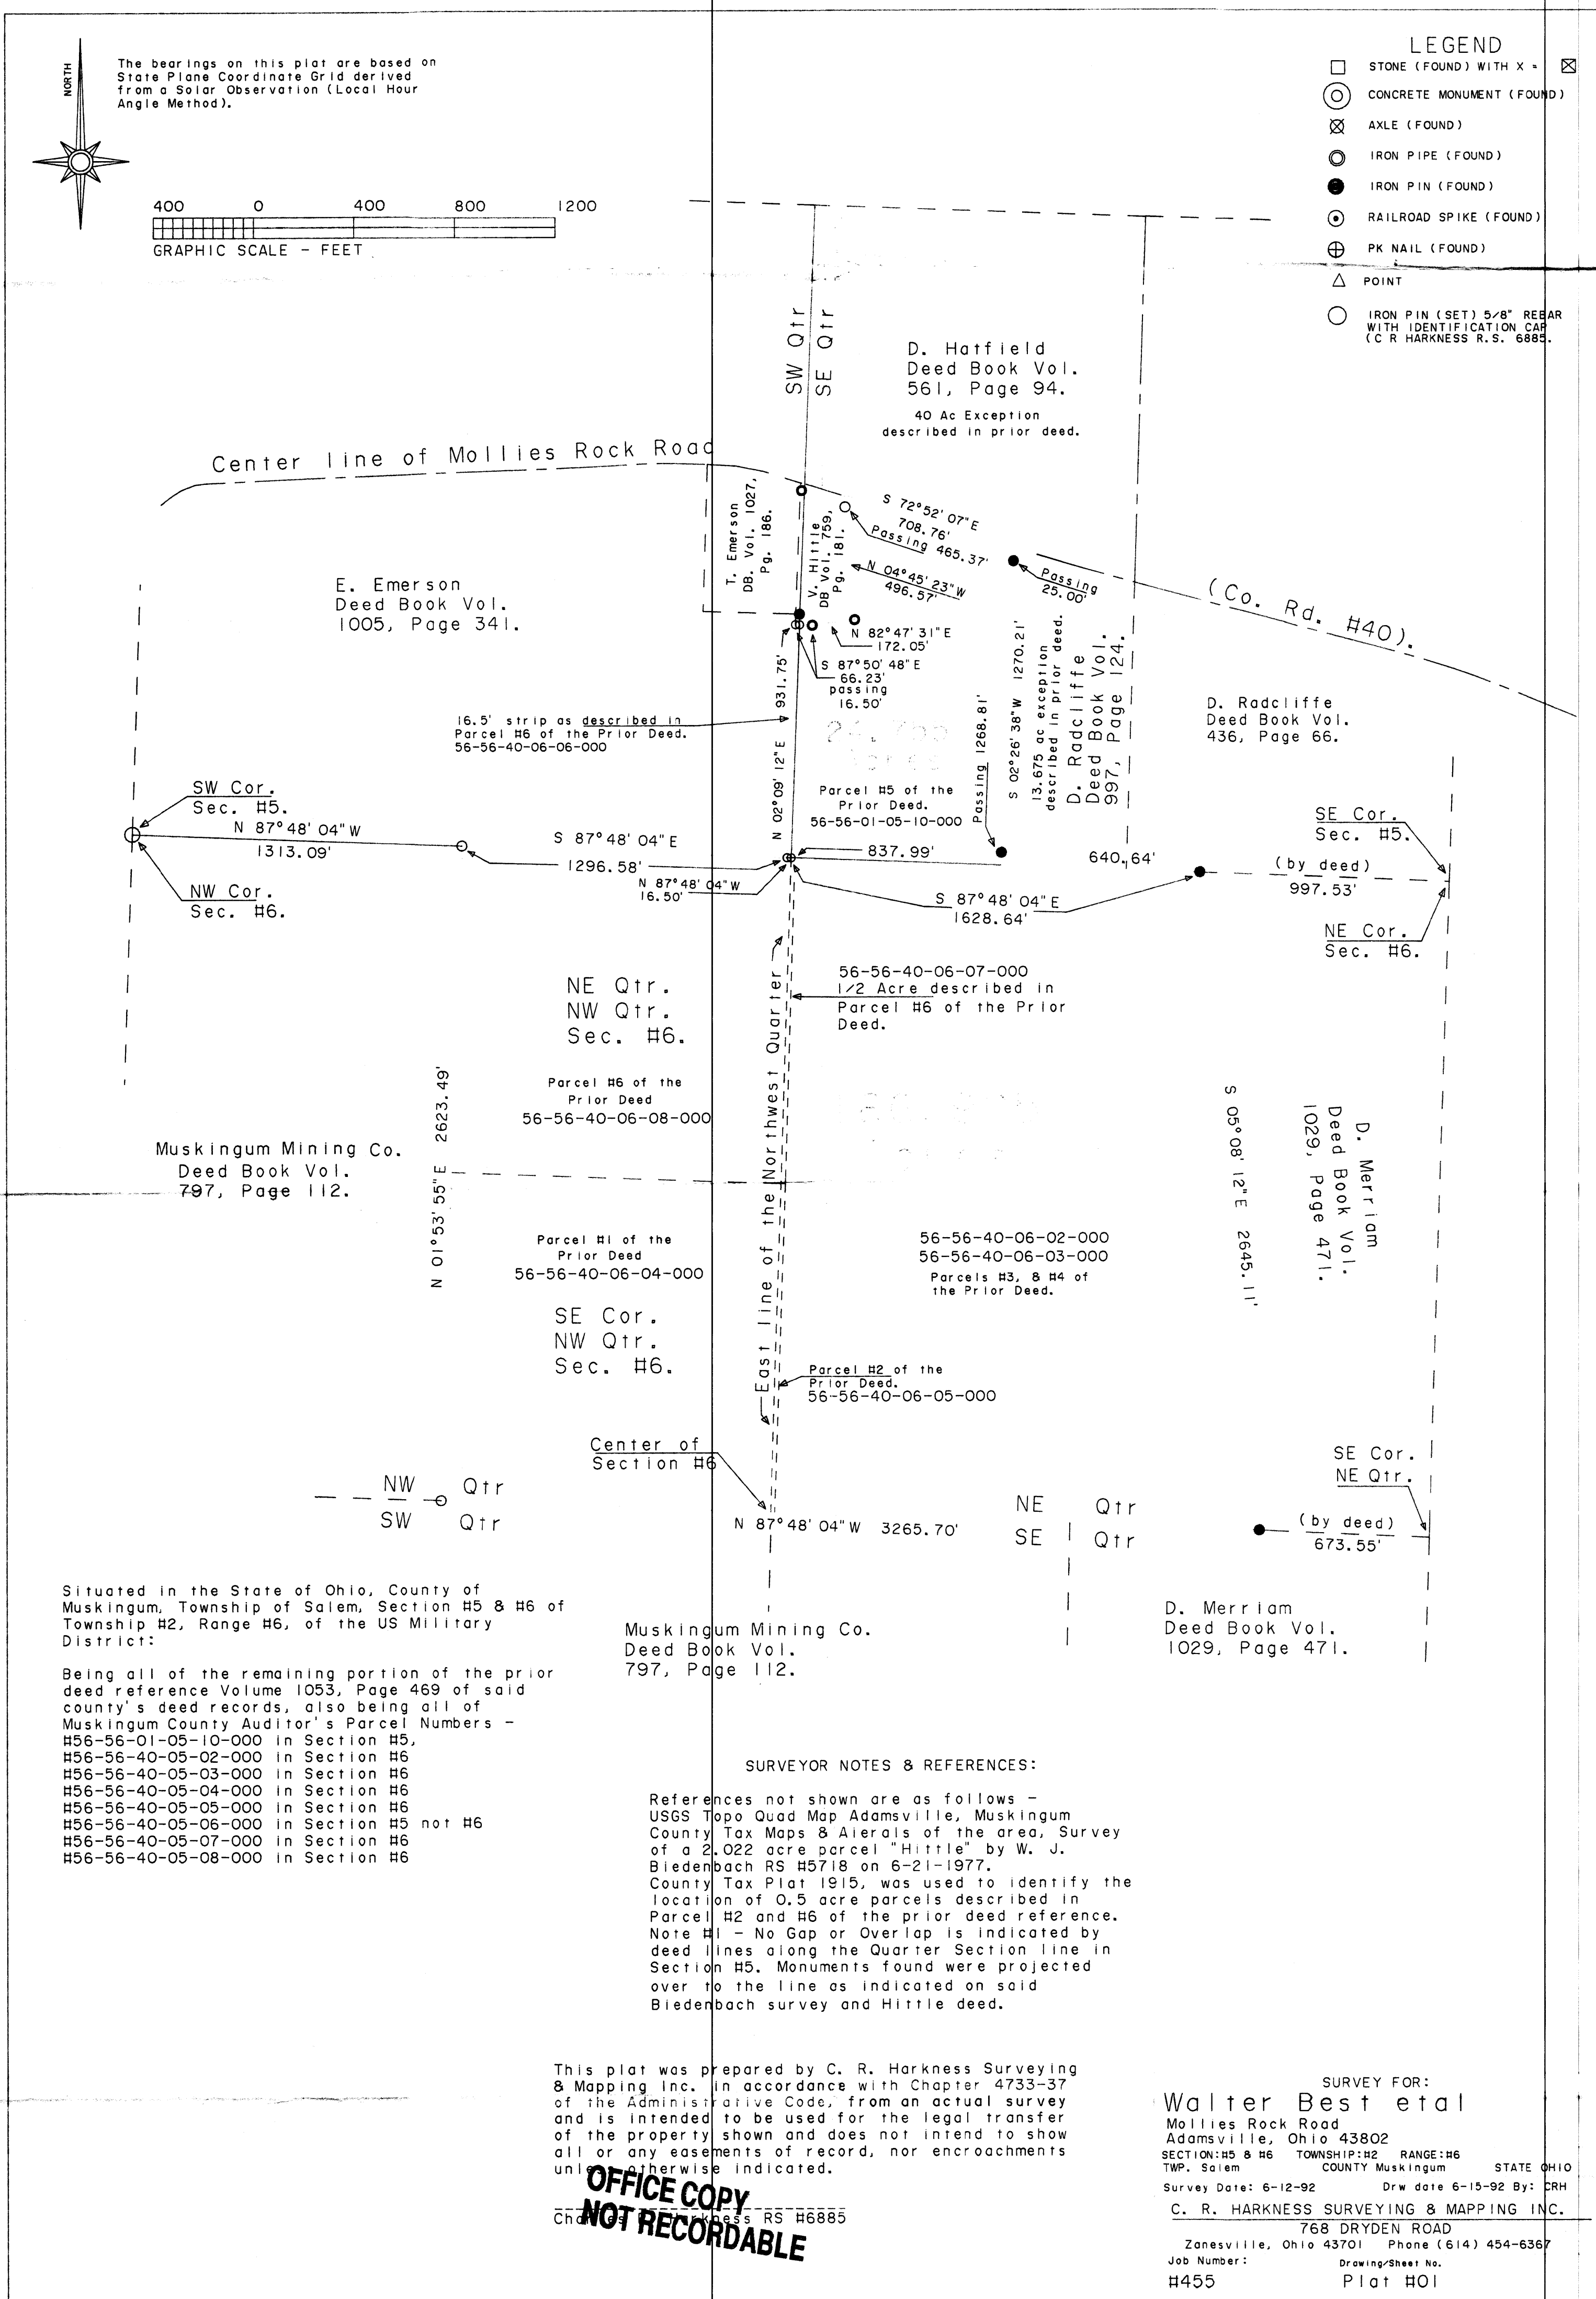 NORTH
The bearings on this plat are based on
State Plane Coordinate Grid derived
from a Solar Observation (Local Hour
Angle Method).
400 0 400 800 1200
GRAPHIC SCALE - FEET
LEGEND
STONE (FOUND) WITH X =
CONCRETE MONUMENT (FOUND)
AXLE (FOUND)
IRON PIPE (FOUND)
IRON PIN (FOUND)
RAILROAD SPIKE (FOUND)
PK NAIL (FOUND)
POINT
IRON PIN (SET) 5/8" REBAR
WITH IDENTIFICATION CAP
(C R HARKNESS R.S. 6885.
SW Qtr
SE Qtr
D. Hatfield
Deed Book Vol.
561, Page 94.
40 Ac Exception
described in prior deed.
Center line of Mollies Rock Road
(Co. Rd. #40).
T. Emerson
DB. Vol. 1027,
Pg. 186.
V. Hittle
DB Vol. 759,
Pg. 181.
S 72°52'07"E
708.76'
Passing 465.37'
N 04°45'23"W
496.57'
Passing
25.00'
E. Emerson
Deed Book Vol.
1005, Page 341.
N 82°47'31"E
172.05'
S 87°50'48"E
66.23'
passing
16.50'
N 02°09'12"E 931.75'
16.5' strip as described in
Parcel #6 of the Prior Deed.
56-56-40-06-06-000
Parcel #5 of the
Prior Deed.
56-56-01-05-10-000
Passing 1268.81'
S 02°26'38"W 1270.21'
13.675 ac exception
described in prior deed.
D. Radcliffe
Deed Book Vol.
997, Page 124.
D. Radcliffe
Deed Book Vol.
436, Page 66.
SW Cor.
Sec. #5.
N 87°48'04"W
1313.09'
NW Cor.
Sec. #6.
S 87°48'04"E
1296.58'
N 87°48'04"W
16.50'
837.99'
640.64'
S 87°48'04"E
1628.64'
SE Cor.
Sec. #5.
(by deed)
997.53'
NE Cor.
Sec. #6.
NE Qtr.
NW Qtr.
Sec. #6.
56-56-40-06-07-000
1/2 Acre described in
Parcel #6 of the Prior
Deed.
East line of the Northwest Quarter
Parcel #6 of the
Prior Deed
56-56-40-06-08-000
Muskingum Mining Co.
Deed Book Vol.
797, Page 112.
N 01°53'55"E 2623.49'
Parcel #1 of the
Prior Deed
56-56-40-06-04-000
SE Cor.
NW Qtr.
Sec. #6.
56-56-40-06-02-000
56-56-40-06-03-000
Parcels #3, & #4 of
the Prior Deed.
S 05°08'12"E 2645.11'
D. Merriam
Deed Book Vol.
1029, Page 471.
Parcel #2 of the
Prior Deed.
56-56-40-06-05-000
Center of
Section #6
NW Qtr
SW Qtr
N 87°48'04"W 3265.70'
NE Qtr
SE Qtr
SE Cor.
NE Qtr.
(by deed)
673.55'
Muskingum Mining Co.
Deed Book Vol.
797, Page 112.
D. Merriam
Deed Book Vol.
1029, Page 471.
Situated in the State of Ohio, County of
Muskingum, Township of Salem, Section #5 & #6 of
Township #2, Range #6, of the US Military
District:
Being all of the remaining portion of the prior
deed reference Volume 1053, Page 469 of said
county's deed records, also being all of
Muskingum County Auditor's Parcel Numbers -
#56-56-01-05-10-000 in Section #5,
#56-56-40-05-02-000 in Section #6
#56-56-40-05-03-000 in Section #6
#56-56-40-05-04-000 in Section #6
#56-56-40-05-05-000 in Section #6
#56-56-40-05-06-000 in Section #5 not #6
#56-56-40-05-07-000 in Section #6
#56-56-40-05-08-000 in Section #6
SURVEYOR NOTES & REFERENCES:
References not shown are as follows -
USGS Topo Quad Map Adamsville, Muskingum
County Tax Maps & Aierals of the area, Survey
of a 2.022 acre parcel "Hittle" by W. J.
Biedenbach RS #5718 on 6-21-1977.
County Tax Plat 1915, was used to identify the
location of 0.5 acre parcels described in
Parcel #2 and #6 of the prior deed reference.
Note #1 - No Gap or Overlap is indicated by
deed lines along the Quarter Section line in
Section #5. Monuments found were projected
over to the line as indicated on said
Biedenbach survey and Hittle deed.
This plat was prepared by C. R. Harkness Surveying
& Mapping Inc. in accordance with Chapter 4733-37
of the Administrative Code, from an actual survey
and is intended to be used for the legal transfer
of the property shown and does not intend to show
all or any easements of record, nor encroachments
unless otherwise indicated.
OFFICE COPY
NOT RECORDABLE
Harkness RS #6885
SURVEY FOR:
Walter Best etal
Mollies Rock Road
Adamsville, Ohio 43802
SECTION:#5 & #6 TOWNSHIP:#2 RANGE:#6
TWP. Salem COUNTY Muskingum STATE OHIO
Survey Date: 6-12-92 Drw date 6-15-92 By: CRH
C. R. HARKNESS SURVEYING & MAPPING INC.
768 DRYDEN ROAD
Zanesville, Ohio 43701 Phone (614) 454-6367
Job Number: Drawing/Sheet No.
#455 Plat #01